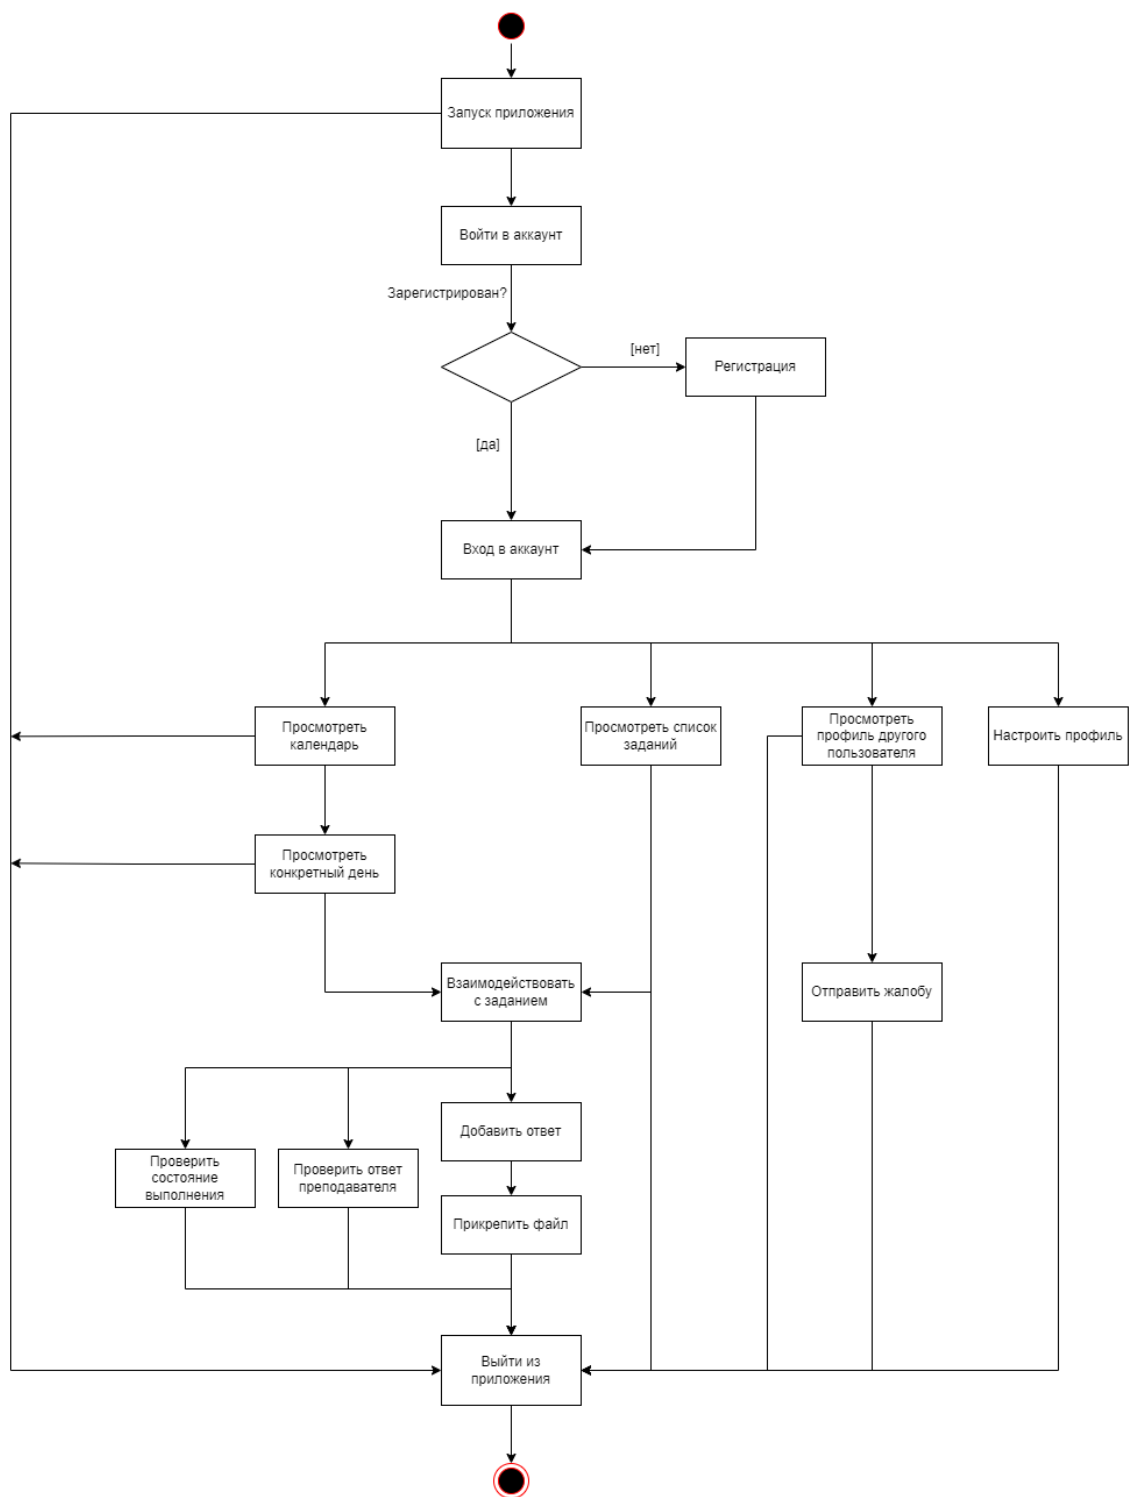 Запуск приложения
Войти в аккаунт
Зарегистрирован?
[нет]
Регистрация
[да]
Вход в аккаунт
Просмотреть
календарь
Просмотреть список
заданий
Просмотреть
профиль другого
пользователя
Настроить профиль
Просмотреть
конкретный день
Взаимодействовать
с заданием
Отправить жалобу
Добавить ответ
Проверить
состояние
выполнения
Проверить ответ
преподавателя
Прикрепить файл
Выйти из
приложения